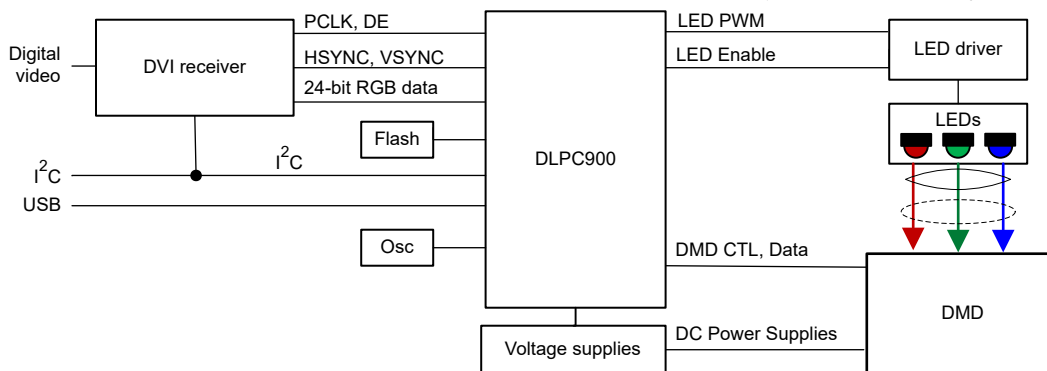 PCLK, DE
LED PWM
Digital
video
DVI receiver
HSYNC, VSYNC
LED Enable
LED driver
24-bit RGB data
LEDs
Flash
DLPC900
I²C
I²C
USB
Osc
DMD CTL, Data
DMD
Voltage supplies
DC Power Supplies